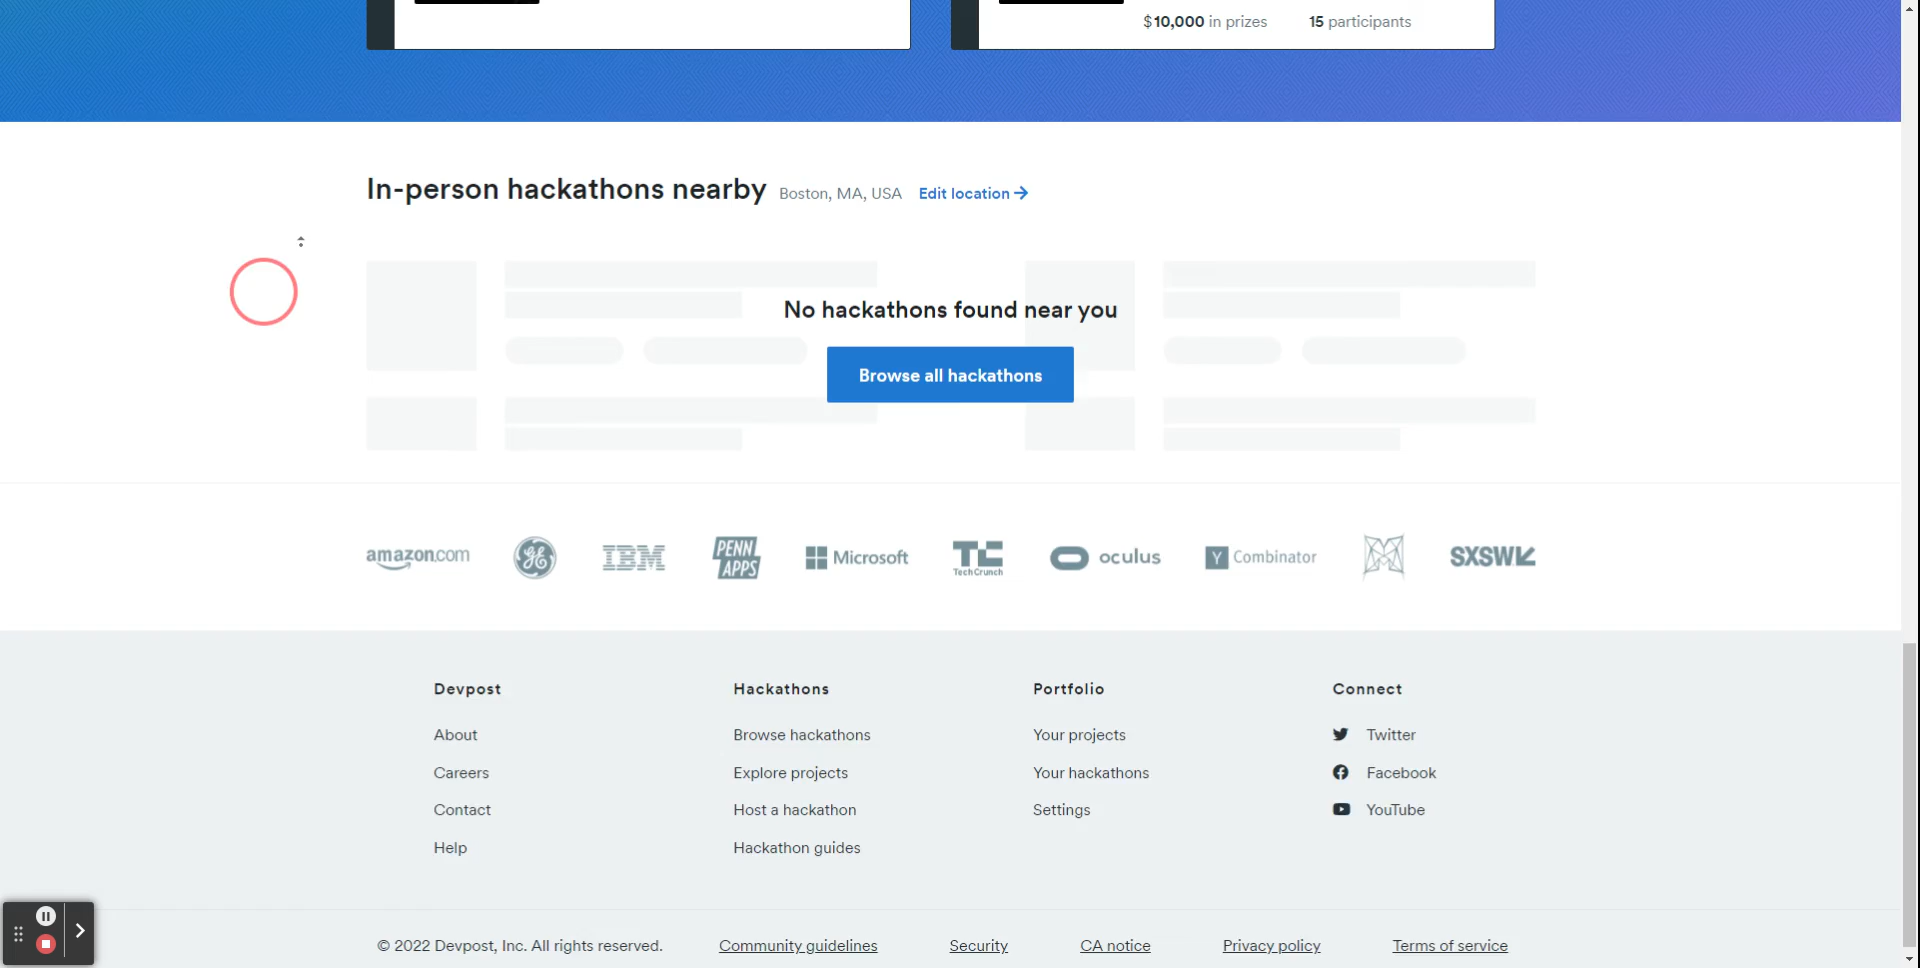 $10,000 in prizes 15 participants
In-person hackathons nearby Boston, MA, USA Edit location
No hackathons found near you
Browse all hackathons
amazon.com GE IBM PENN APPS Microsoft TC TechCrunch oculus Y Combinator SXSW
Devpost Hackathons Portfolio Connect
About Browse hackathons Your projects Twitter
Careers Explore projects Your hackathons Facebook
Contact Host a hackathon Settings YouTube
Help Hackathon guides
© 2022 Devpost, Inc. All rights reserved. Community guidelines Security CA notice Privacy policy Terms of service